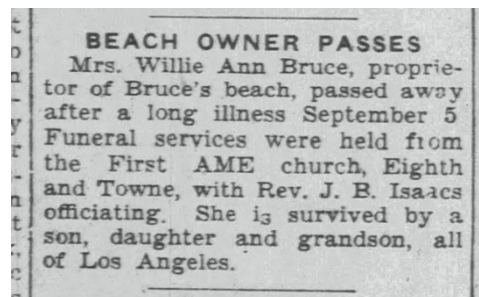 BEACH OWNER PASSES
Mrs. Willie Ann Bruce, proprie-
tor of Bruce's beach, passed away
after a long illness September 5
Funeral services were held from
the First AME church, Eighth
and Towne, with Rev. J. B. Isaacs
officiating. She is survived by a
son, daughter and grandson, all
of Los Angeles.